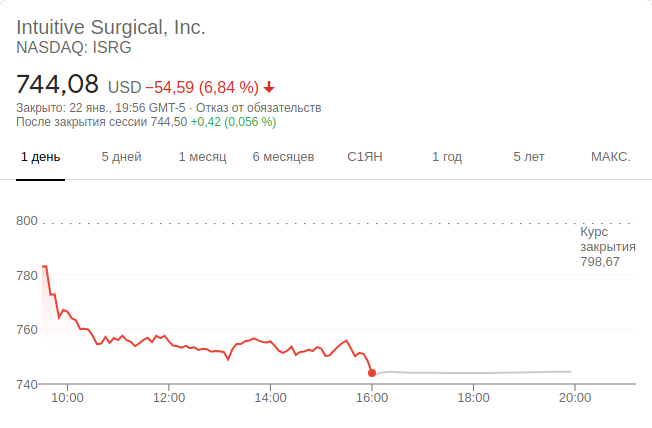 Intuitive Surgical, Inc.
NASDAQ: ISRG
744,08 USD −54,59 (6,84 %)
Закрыто: 22 янв., 19:56 GMT-5 · Отказ от обязательств
После закрытия сессии 744,50 +0,42 (0,056 %)
1 день 5 дней 1 месяц 6 месяцев С1ЯН 1 год 5 лет МАКС.
800
Курс
закрытия
798,67
780
760
740
10:00 12:00 14:00 16:00 18:00 20:00